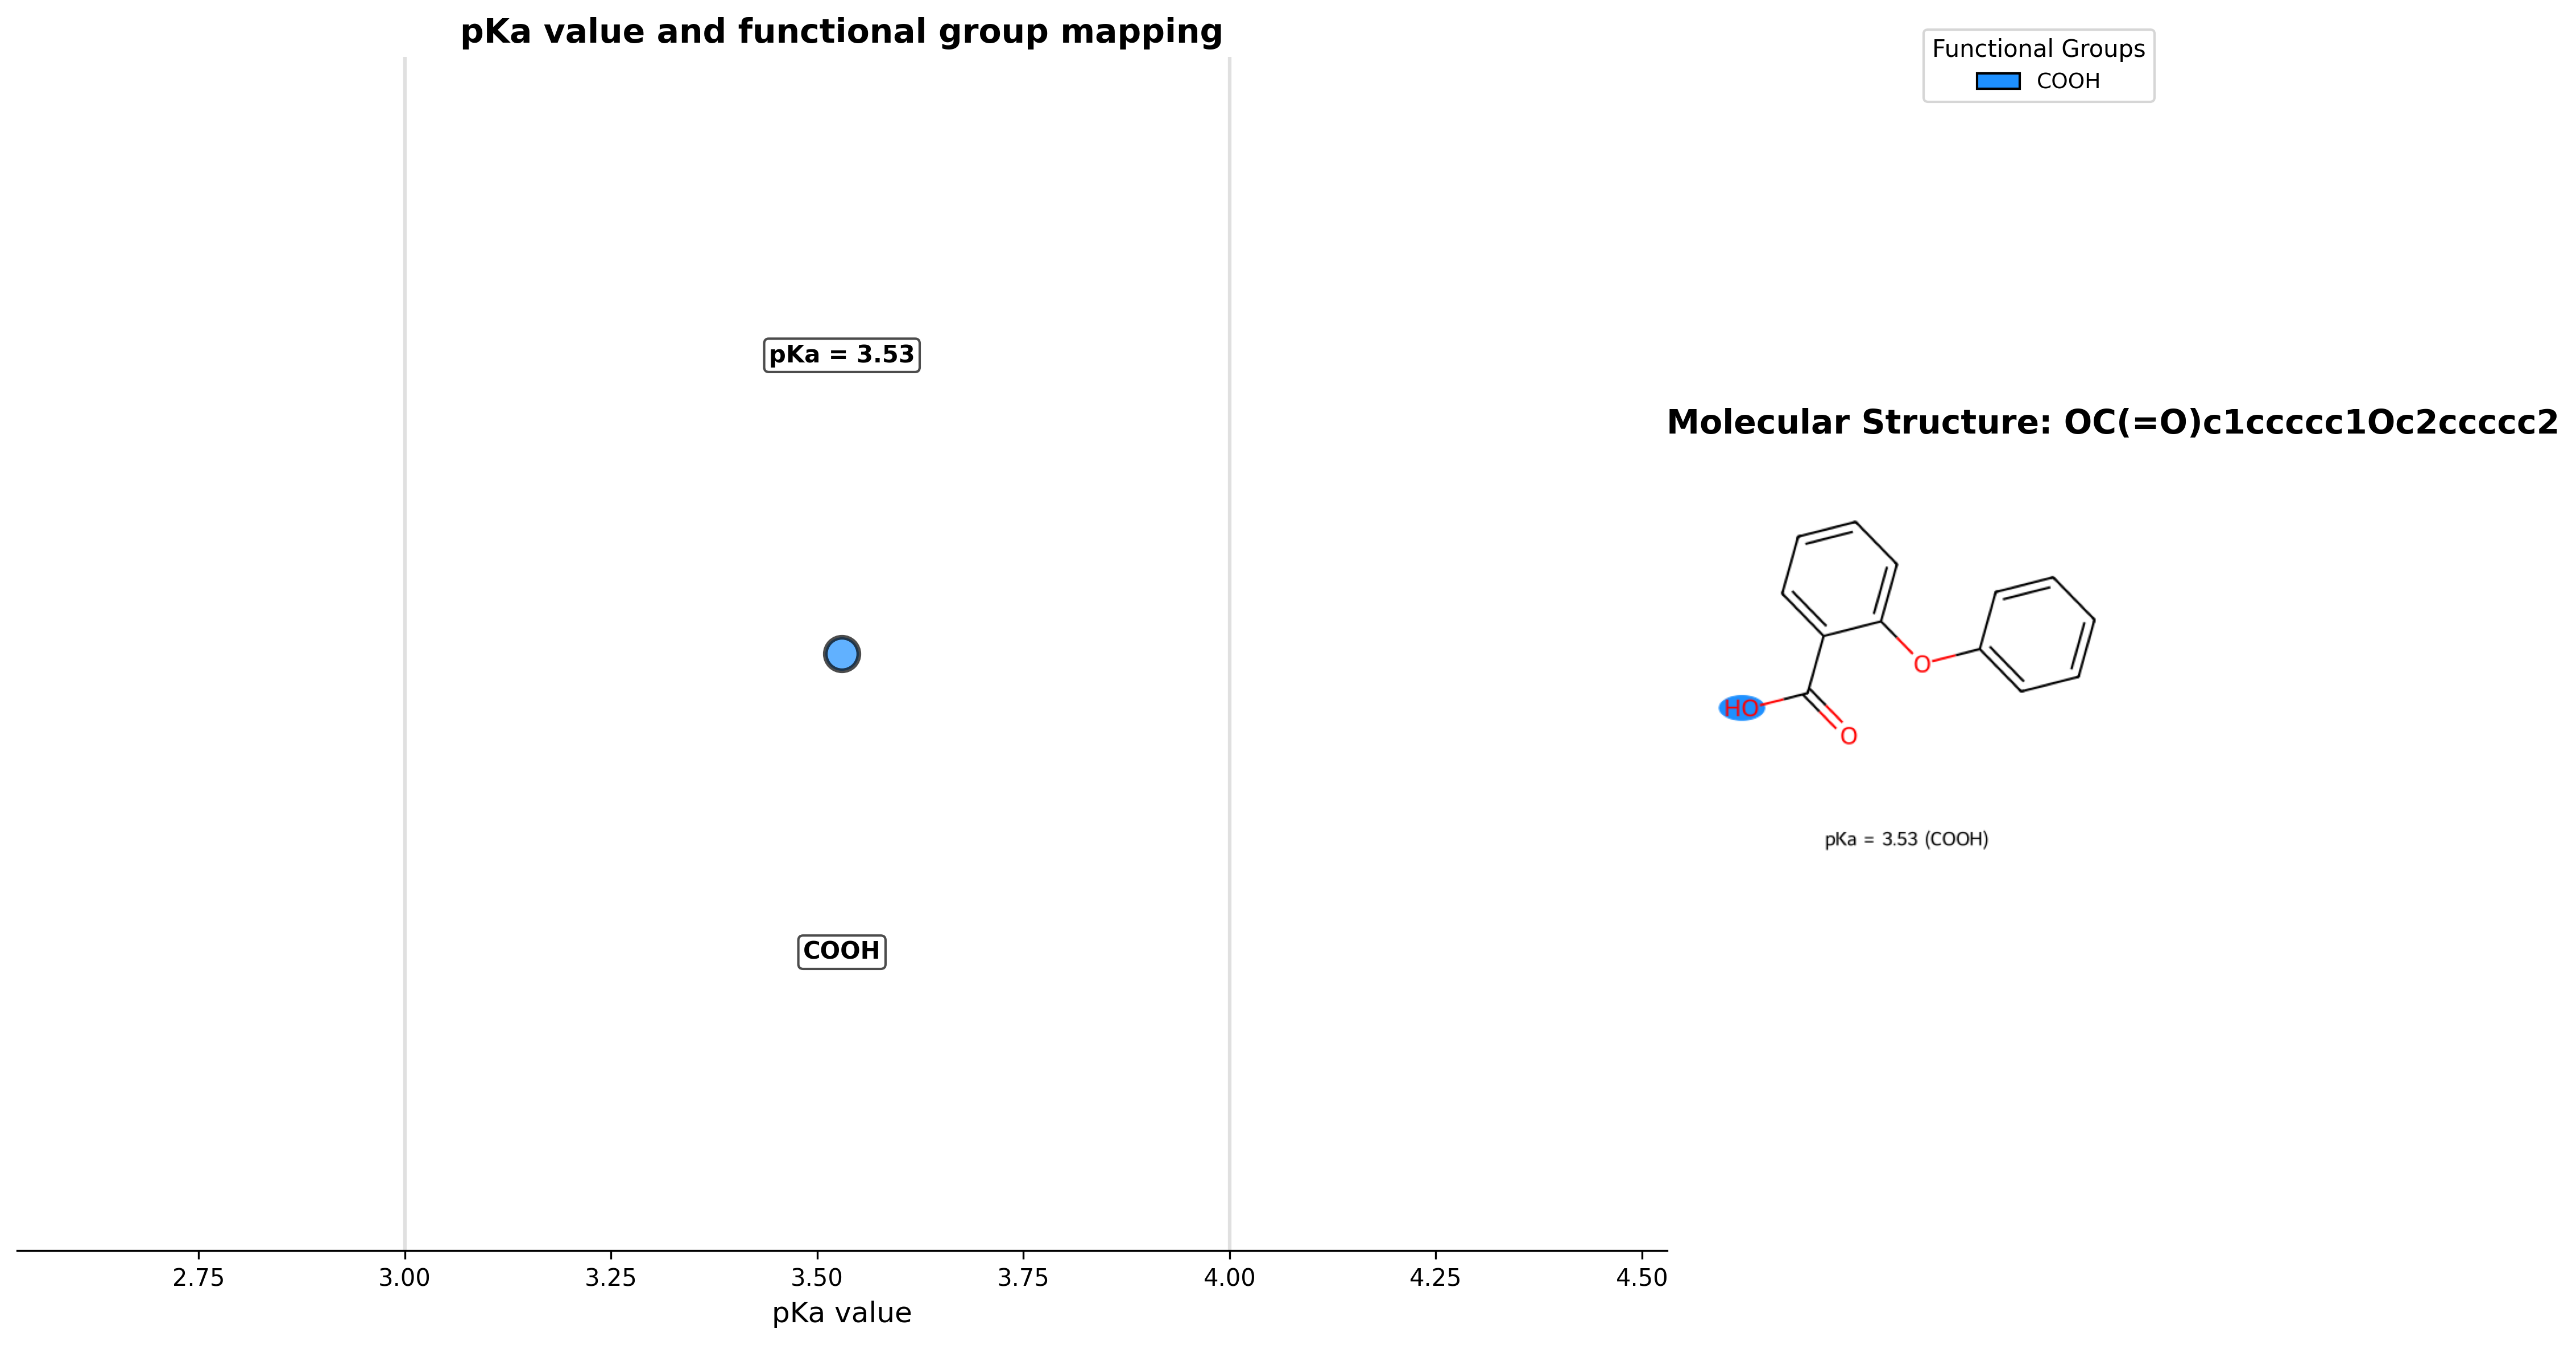 pKa value and functional group mapping
pKa = 3.53
COOH
2.75
3.00
3.25
3.50
3.75
4.00
4.25
4.50
pKa value
Functional Groups
COOH
Molecular Structure: OC(=O)c1ccccc1Oc2ccccc2
O
HO
O
pKa = 3.53 (COOH)